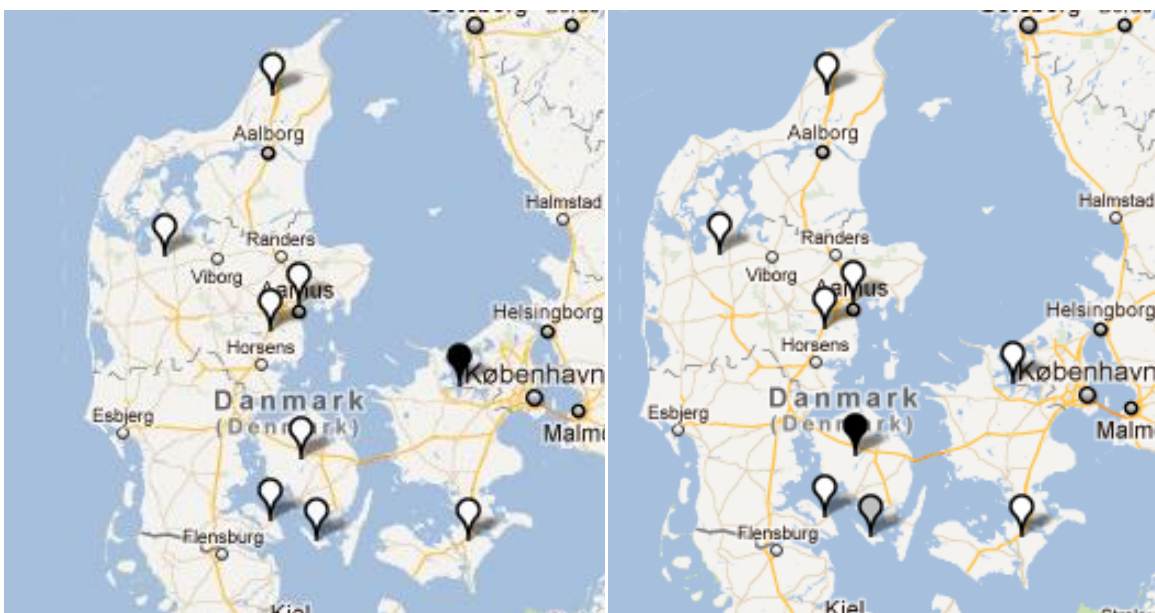 Aalborg
Halmstad
Randers
Viborg
Aarhus
Helsingborg
Horsens
København
Danmark
(Denmark)
Esbjerg
Malmö
Flensburg
Kiel
Aalborg
Halmstad
Randers
Viborg
Aarhus
Helsingborg
Horsens
København
Danmark
(Denmark)
Esbjerg
Malm
Flensburg
Kiel